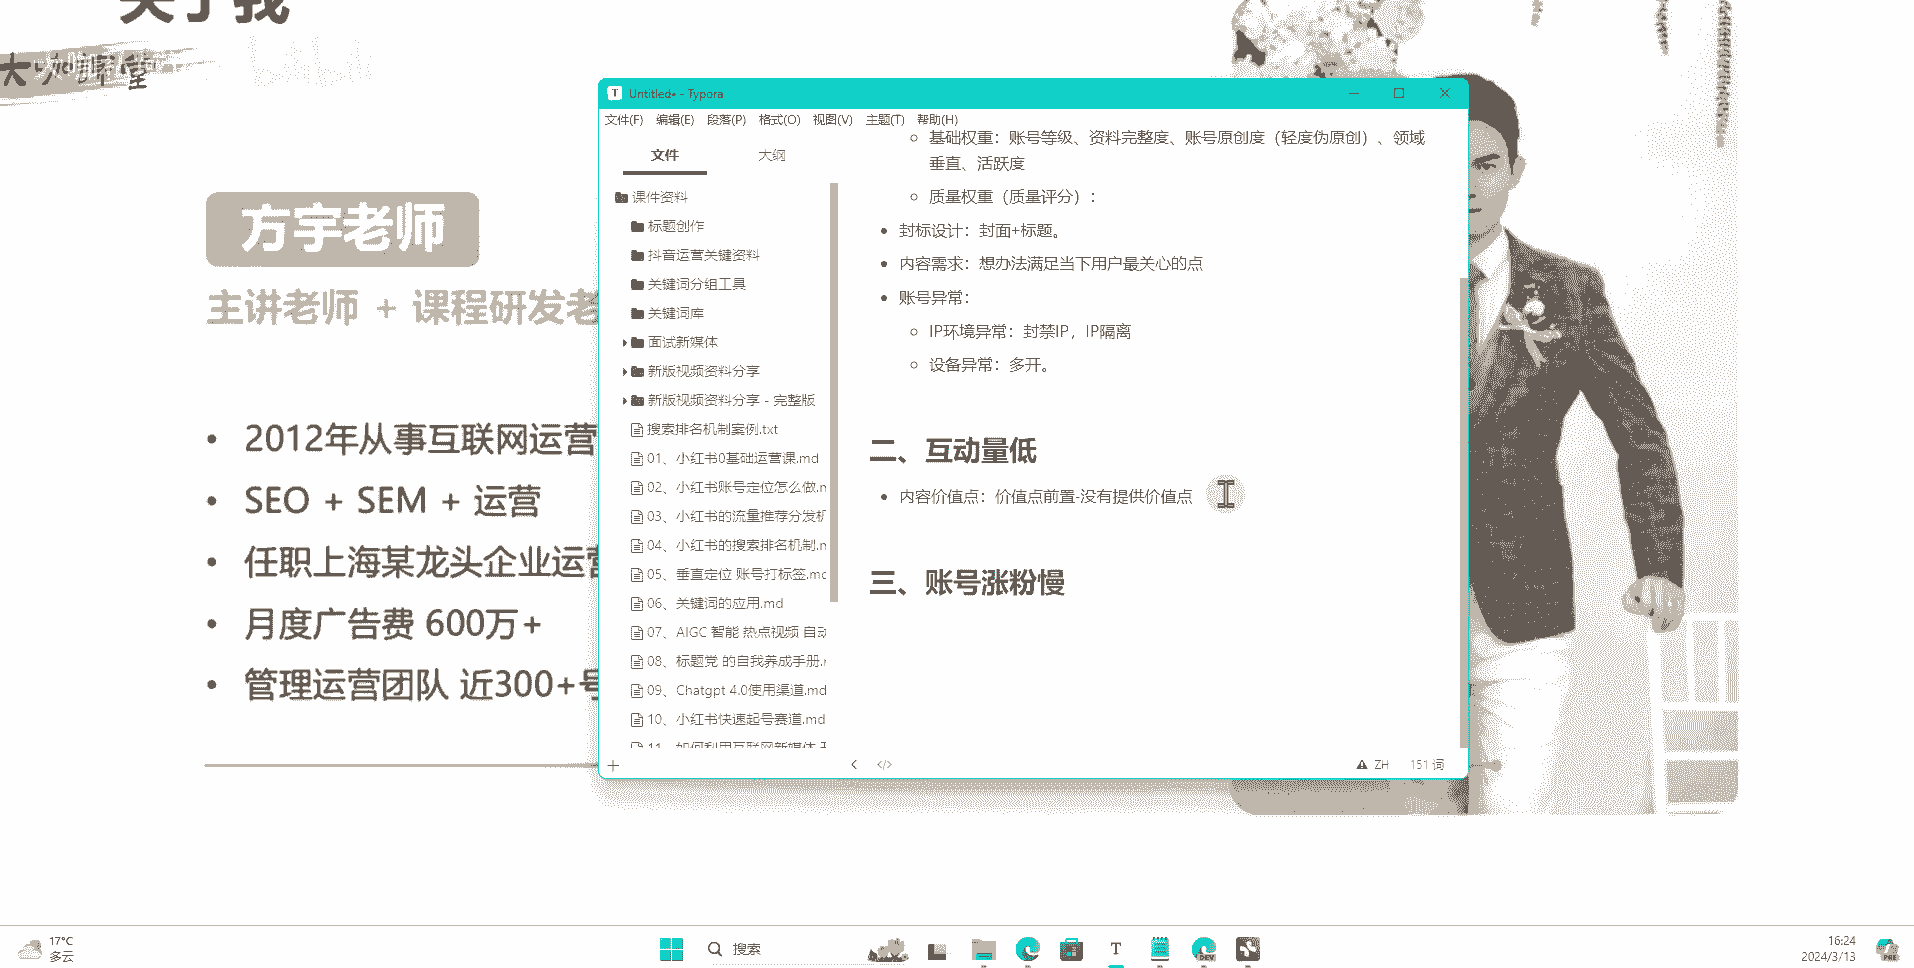 关于我
大咖课堂
bilibili
方宇老师
主讲老师 + 课程研发老
2012年从事互联网运营
SEO + SEM + 运营
任职上海某龙头企业运营
月度广告费 600万+
管理运营团队 近300+号
Untitled• - Typora
文件(F) 编辑(E) 段落(P) 格式(O) 视图(V) 主题(T) 帮助(H)
文件 大纲
课件资料
标题创作
抖音运营关键资料
关键词分组工具
关键词库
面试新媒体
新版视频资料分享
新版视频资料分享 - 完整版
搜索排名机制案例.txt
01、小红书0基础运营课.md
02、小红书账号定位怎么做.m
03、小红书的流量推荐分发机
04、小红书的搜索排名机制.m
05、垂直定位 账号打标签.md
06、关键词的应用.md
07、AIGC 智能 热点视频 自动
08、标题党 的自我养成手册.
09、Chatgpt 4.0使用渠道.md
10、小红书快速起号赛道.md
11、如何利用互联网新媒体
基础权重：账号等级、资料完整度、账号原创度（轻度伪原创）、领域
垂直、活跃度
质量权重（质量评分）：
封标设计：封面+标题。
内容需求：想办法满足当下用户最关心的点
账号异常：
IP环境异常：封禁IP，IP隔离
设备异常：多开。
二、互动量低
内容价值点：价值点前置-没有提供价值点
三、账号涨粉慢
ZH 151 词
17°C
多云
搜索
T
DEV
PRE
16:24
2024/3/13